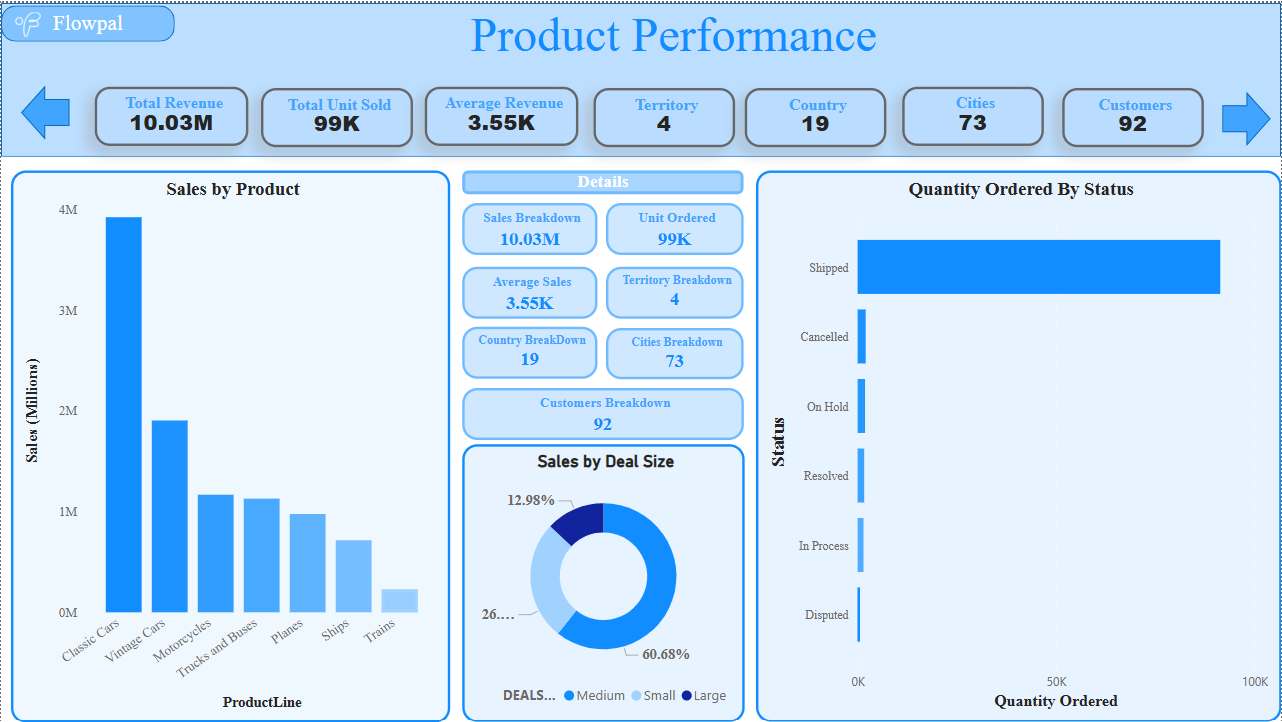 Flowpal
Product Performance
Total Revenue
10.03M
Total Unit Sold
99K
Average Revenue
3.55K
Territory
4
Country
19
Cities
73
Customers
92
Sales by Product
4M
3M
2M
1M
0M
Sales (Millions)
Classic Cars
Vintage Cars
Motorcycles
Trucks and Buses
Planes
Ships
Trains
ProductLine
Details
Sales Breakdown
10.03M
Unit Ordered
99K
Average Sales
3.55K
Territory Breakdown
4
Country BreakDown
19
Cities Breakdown
73
Customers Breakdown
92
Sales by Deal Size
12.98%
26....
60.68%
DEALS... Medium Small Large
Quantity Ordered By Status
Status
Shipped
Cancelled
On Hold
Resolved
In Process
Disputed
0K 50K 100K
Quantity Ordered